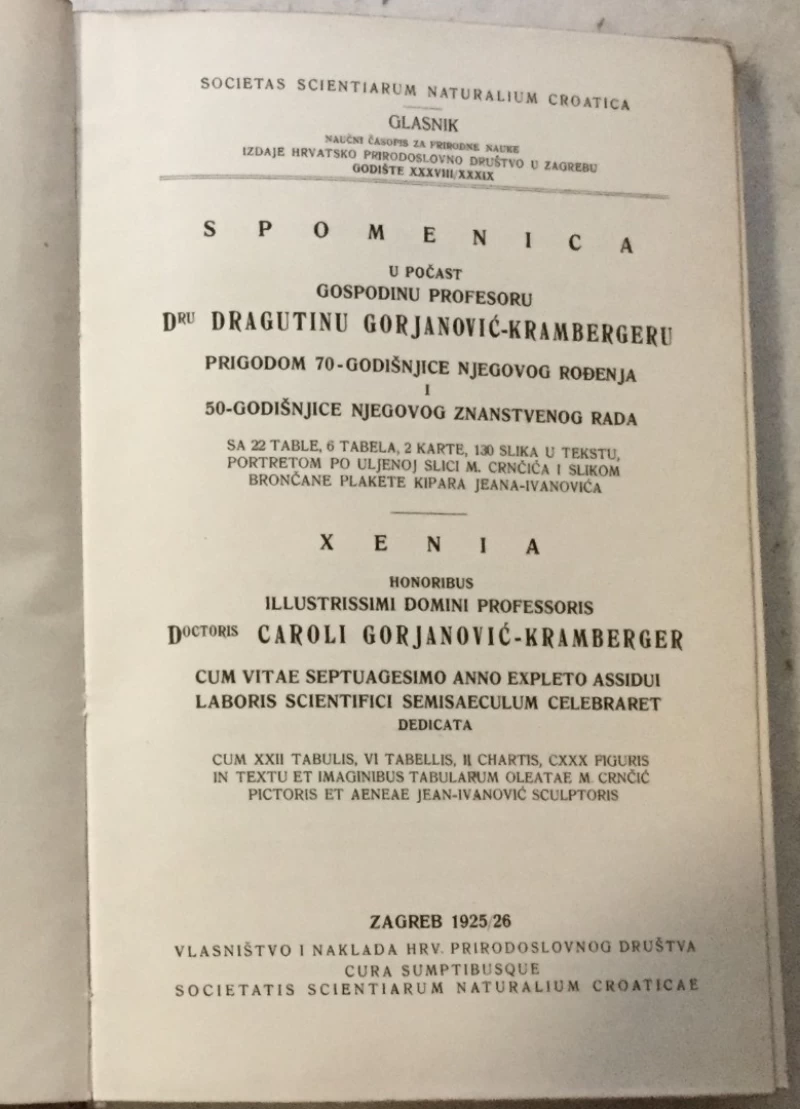 SOCIETAS SCIENTIARUM NATURALIUM CROATICA
GLASNIK
NAUČNI ČASOPIS ZA PRIRODNE NAUKE
IZDAJE HRVATSKO PRIRODOSLOVNO DRUŠTVO U ZAGREBU
GODIŠTE XXXVIII/XXXIX
SPOMENICA
U POČAST
GOSPODINU PROFESORU
DRU DRAGUTINU GORJANOVIĆ-KRAMBERGERU
PRIGODOM 70-GODIŠNJICE NJEGOVOG ROĐENJA
I
50-GODIŠNJICE NJEGOVOG ZNANSTVENOG RADA
SA 22 TABLE, 6 TABELA, 2 KARTE, 130 SLIKA U TEKSTU,
PORTRETOM PO ULJENOJ SLICI M. CRNČIĆA I SLIKOM
BRONČANE PLAKETE KIPARA JEANA-IVANOVIĆA
XENIA
HONORIBUS
ILLUSTRISSIMI DOMINI PROFESSORIS
DOCTORIS CAROLI GORJANOVIĆ-KRAMBERGER
CUM VITAE SEPTUAGESIMO ANNO EXPLETO ASSIDUI
LABORIS SCIENTIFICI SEMISAECULUM CELEBRARET
DEDICATA
CUM XXII TABULIS, VI TABELLIS, II CHARTIS, CXXX FIGURIS
IN TEXTU ET IMAGINIBUS TABULARUM OLEATAE M. CRNČIĆ
PICTORIS ET AENEAE JEAN-IVANOVIĆ SCULPTORIS
ZAGREB 1925/26
VLASNIŠTVO I NAKLADA HRV. PRIRODOSLOVNOG DRUŠTVA
CURA SUMPTIBUSQUE
SOCIETATIS SCIENTIARUM NATURALIUM CROATICAE